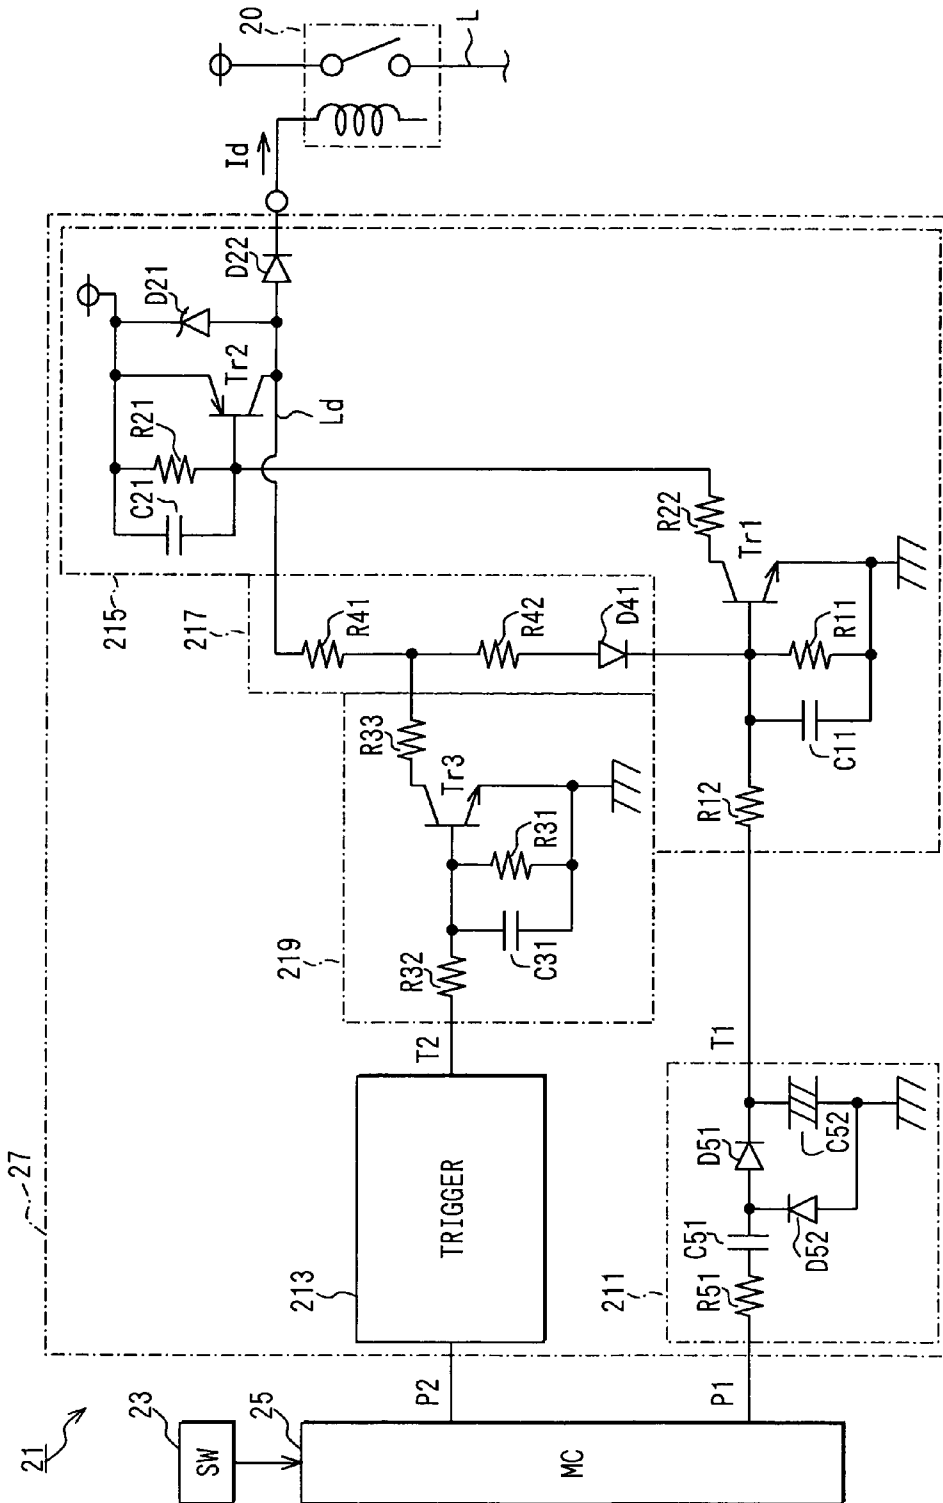 21
23
SW
25
MC
27
P2
P1
213
TRIGGER
211
R51
C51
D52
D51
C52
T2
T1
219
R32
C31
R31
Tr3
R33
217
R41
R42
D41
R12
C11
R11
Tr1
R22
215
C21
R21
Tr2
D21
Ld
D22
Id
20
L